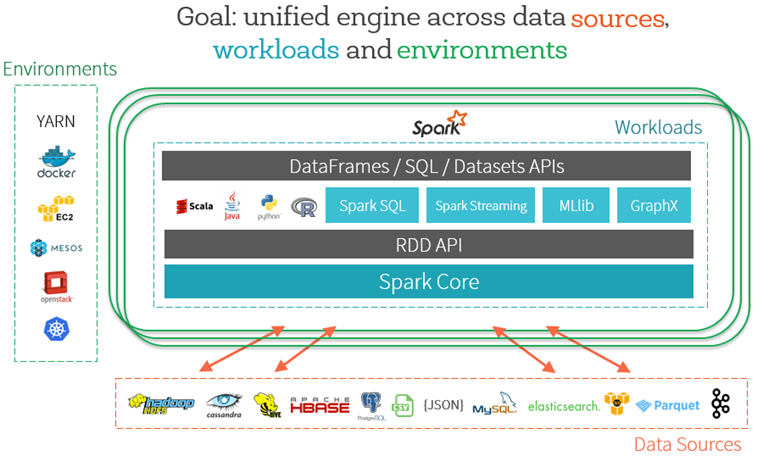 Goal: unified engine across data sources,
workloads and environments
Environments
YARN
docker
EC2
MESOS
openstack
Spark
Workloads
DataFrames / SQL / Datasets APIs
Scala
Java
python
R
Spark SQL
Spark Streaming
MLlib
GraphX
RDD API
Spark Core
hadoop
HDFS
cassandra
HIVE
APACHE
HBASE
PostgreSQL
CSV
{JSON}
MySQL
elasticsearch.
Parquet
Data Sources